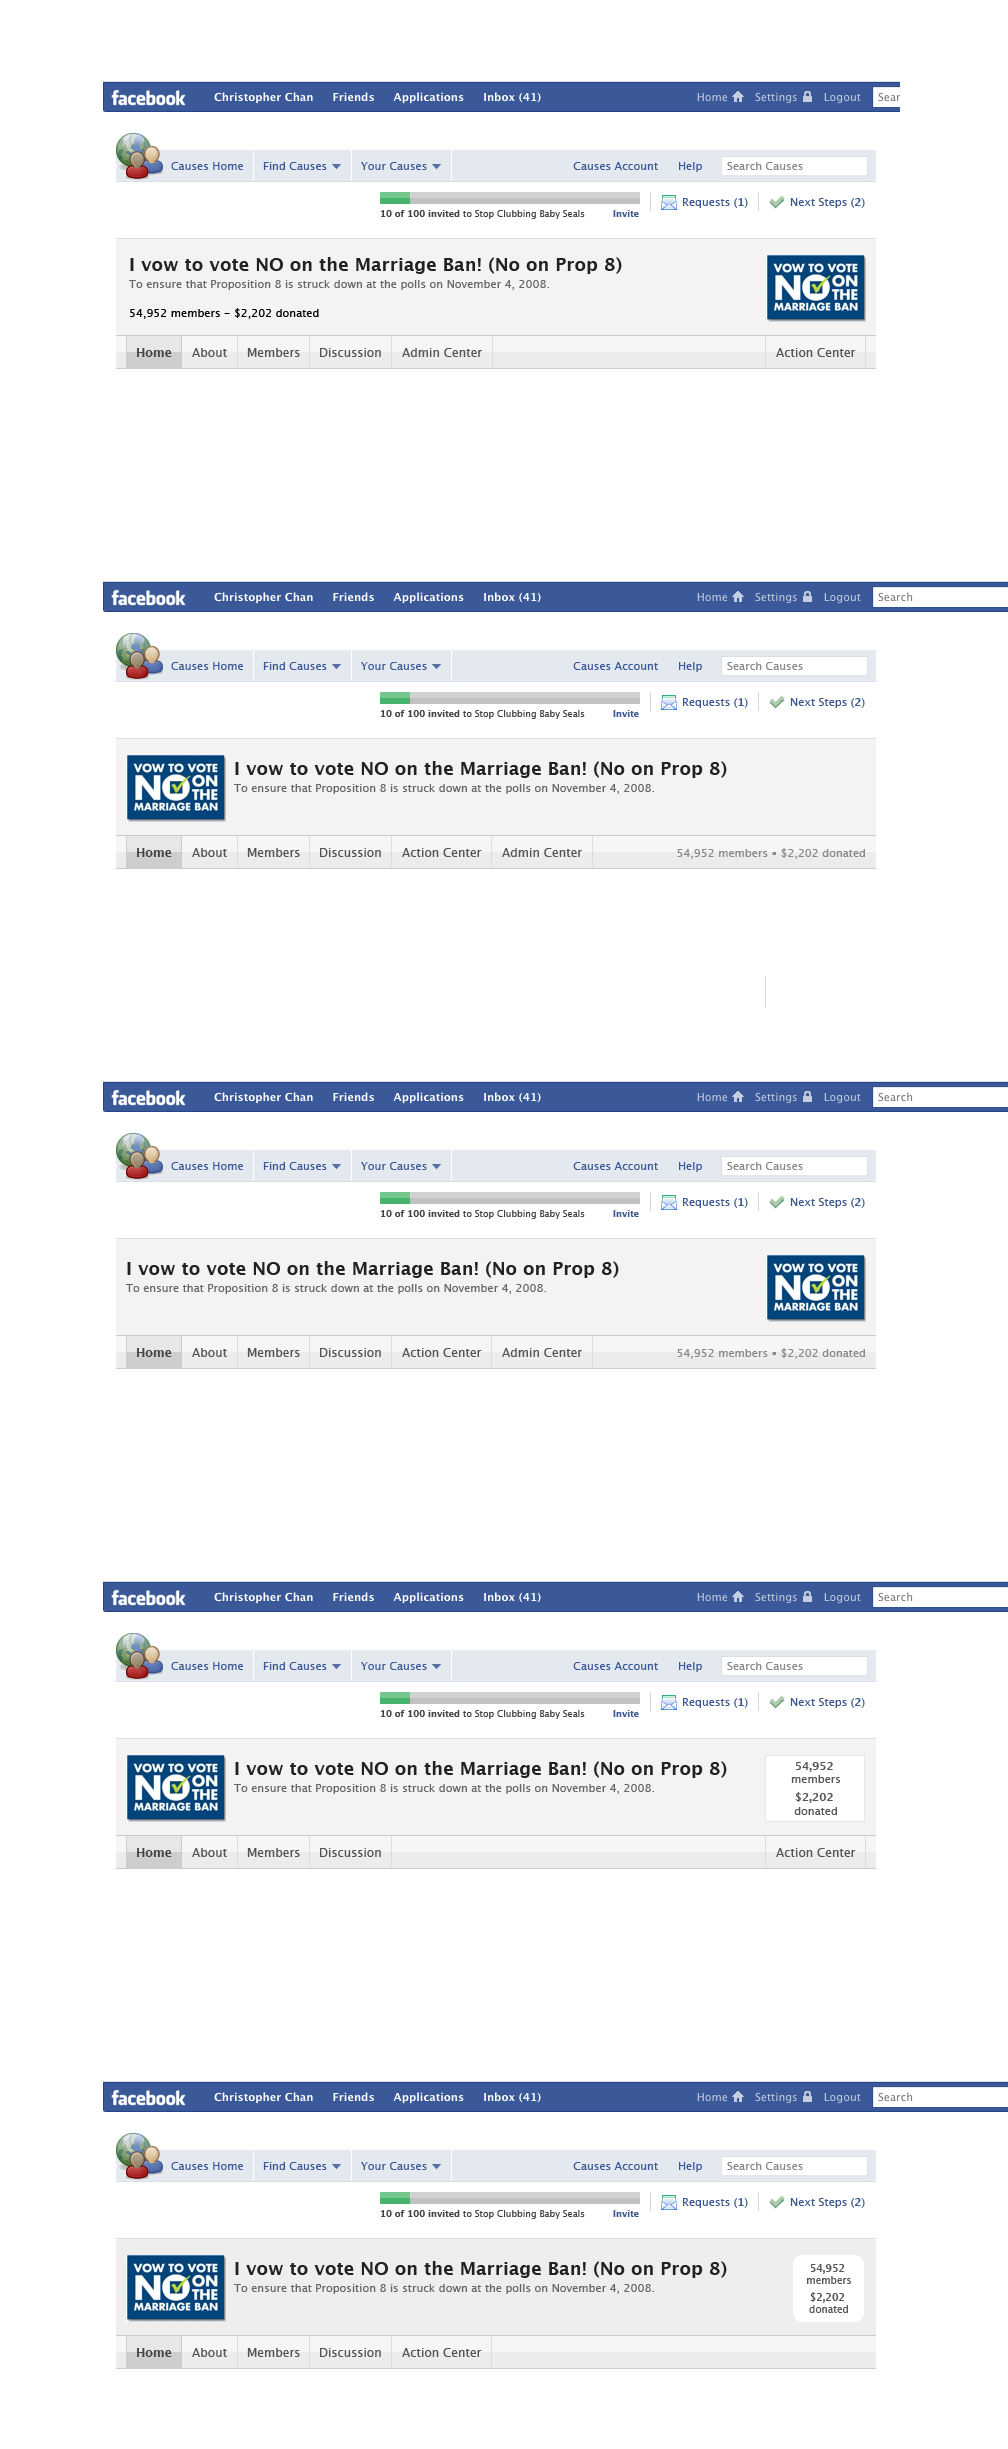 facebook Christopher Chan Friends Applications Inbox (41) Home Settings Logout Sear
Causes Home Find Causes Your Causes Causes Account Help Search Causes
Requests (1) Next Steps (2)
10 of 100 invited to Stop Clubbing Baby Seals Invite
I vow to vote NO on the Marriage Ban! (No on Prop 8)
To ensure that Proposition 8 is struck down at the polls on November 4, 2008.
54,952 members – $2,202 donated
VOW TO VOTE
NO ON
THE
MARRIAGE BAN
Home About Members Discussion Admin Center Action Center
facebook Christopher Chan Friends Applications Inbox (41) Home Settings Logout Search
Causes Home Find Causes Your Causes Causes Account Help Search Causes
Requests (1) Next Steps (2)
10 of 100 invited to Stop Clubbing Baby Seals Invite
VOW TO VOTE
NO ON
THE
MARRIAGE BAN
I vow to vote NO on the Marriage Ban! (No on Prop 8)
To ensure that Proposition 8 is struck down at the polls on November 4, 2008.
Home About Members Discussion Action Center Admin Center 54,952 members ▪ $2,202 donated
facebook Christopher Chan Friends Applications Inbox (41) Home Settings Logout Search
Causes Home Find Causes Your Causes Causes Account Help Search Causes
Requests (1) Next Steps (2)
10 of 100 invited to Stop Clubbing Baby Seals Invite
I vow to vote NO on the Marriage Ban! (No on Prop 8)
To ensure that Proposition 8 is struck down at the polls on November 4, 2008.
VOW TO VOTE
NO ON
THE
MARRIAGE BAN
Home About Members Discussion Action Center Admin Center 54,952 members ▪ $2,202 donated
facebook Christopher Chan Friends Applications Inbox (41) Home Settings Logout Search
Causes Home Find Causes Your Causes Causes Account Help Search Causes
Requests (1) Next Steps (2)
10 of 100 invited to Stop Clubbing Baby Seals Invite
VOW TO VOTE
NO ON
THE
MARRIAGE BAN
I vow to vote NO on the Marriage Ban! (No on Prop 8)
To ensure that Proposition 8 is struck down at the polls on November 4, 2008.
54,952
members
$2,202
donated
Home About Members Discussion Action Center
facebook Christopher Chan Friends Applications Inbox (41) Home Settings Logout Search
Causes Home Find Causes Your Causes Causes Account Help Search Causes
Requests (1) Next Steps (2)
10 of 100 invited to Stop Clubbing Baby Seals Invite
VOW TO VOTE
NO ON
THE
MARRIAGE BAN
I vow to vote NO on the Marriage Ban! (No on Prop 8)
To ensure that Proposition 8 is struck down at the polls on November 4, 2008.
54,952
members
$2,202
donated
Home About Members Discussion Action Center